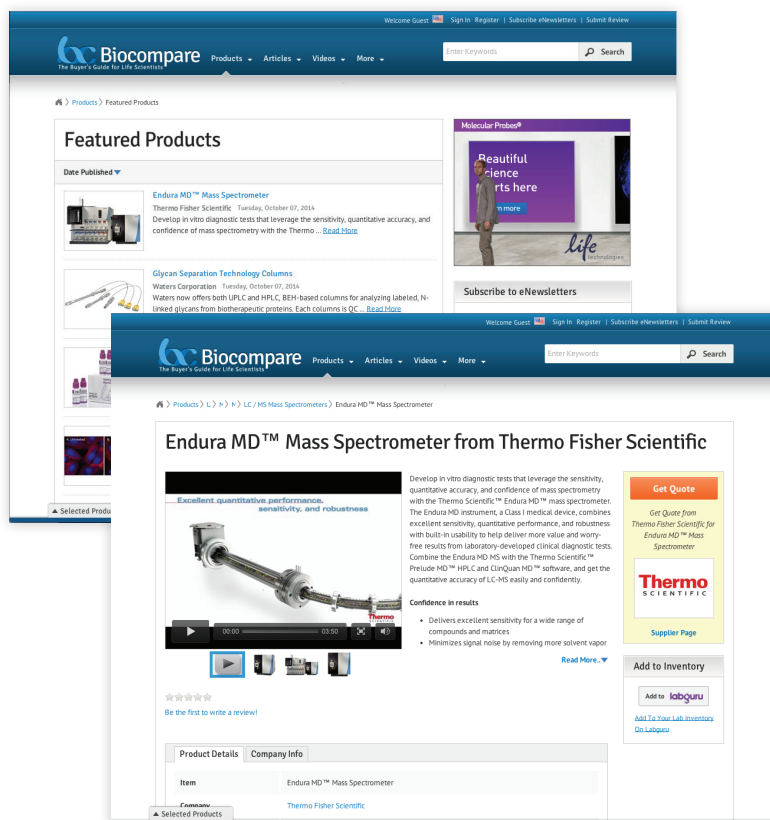 Welcome Guest Sign In Register | Subscribe eNewsletters | Submit Review
bc Biocompare
The Buyer's Guide for Life Scientists
Products Articles Videos More
Enter Keywords Search
Products Featured Products
Featured Products
Date Published
Endura MD™ Mass Spectrometer
Thermo Fisher Scientific Tuesday, October 07, 2014
Develop in vitro diagnostic tests that leverage the sensitivity, quantitative accuracy, and
confidence of mass spectrometry with the Thermo ... Read More
Glycan Separation Technology Columns
Waters Corporation Tuesday, October 07, 2014
Waters now offers both UPLC and HPLC, BEH-based columns for analyzing labeled, N-
linked glycans from biotherapeutic proteins. Each column is QC ... Read More
Molecular Probes®
Beautiful
here
life
technologies
Subscribe to eNewsletters
Selected Produ
Welcome Guest Sign In Register | Subscribe eNewsletters | Submit Review
bc Biocompare
The Buyer's Guide for Life Scientists
Products Articles Videos More
Enter Keywords Search
Products LC / MS Mass Spectrometers Endura MD™ Mass Spectrometer
Endura MD™ Mass Spectrometer from Thermo Fisher Scientific
Excellent quantitative performance,
sensitivity, and robustness
Thermo
00:00 03:50
Be the first to write a review!
Develop in vitro diagnostic tests that leverage the sensitivity,
quantitative accuracy, and confidence of mass spectrometry
with the Thermo Scientific™ Endura MD™ mass spectrometer.
The Endura MD instrument, a Class I medical device, combines
excellent sensitivity, quantitative performance, and robustness
with built-in usability to help deliver more value and worry-
free results from laboratory-developed clinical diagnostic tests.
Combine the Endura MD MS with the Thermo Scientific™
Prelude MD™ HPLC and ClinQuan MD™ software, and get the
quantitative accuracy of LC-MS easily and confidently.
Confidence in results
• Delivers excellent sensitivity for a wide range of
compounds and matrices
• Minimizes signal noise by removing more solvent vapor
Read More..
Get Quote
Get Quote from
Thermo Fisher Scientific for
Endura MD™ Mass
Spectrometer
Thermo
SCIENTIFIC
Supplier Page
Add to Inventory
Add to labguru
Add To Your Lab Inventory
On Labguru
Product Details Company Info
Item Endura MD™ Mass Spectrometer
Company Thermo Fisher Scientific
Selected Products